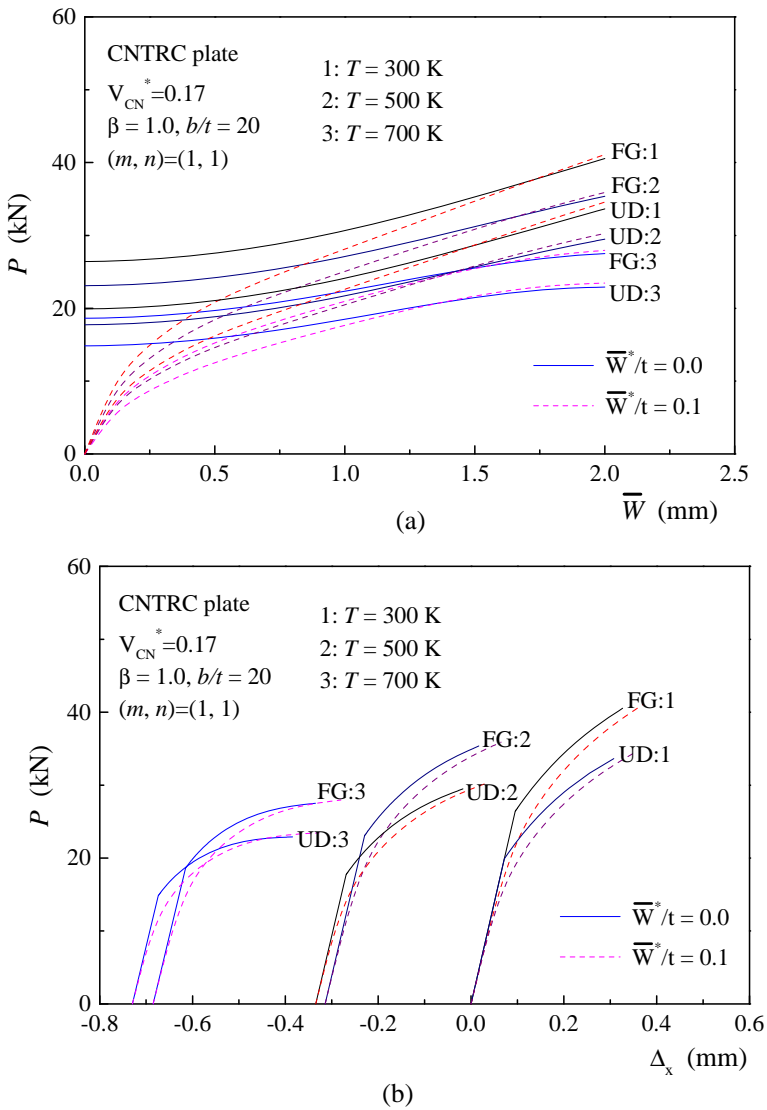 60
CNTRC plate
V_CN^*=0.17
β = 1.0, b/t = 20
(m, n)=(1, 1)
1: T = 300 K
2: T = 500 K
3: T = 700 K
40
20
0
P (kN)
FG:1
FG:2
UD:1
UD:2
FG:3
UD:3
W̅^*/t = 0.0
W̅^*/t = 0.1
0.0 0.5 1.0 1.5 2.0 2.5
W̅ (mm)
(a)
60
CNTRC plate
V_CN^*=0.17
β = 1.0, b/t = 20
(m, n)=(1, 1)
1: T = 300 K
2: T = 500 K
3: T = 700 K
40
20
0
P (kN)
FG:1
FG:2
UD:1
FG:3
UD:2
UD:3
W̅^*/t = 0.0
W̅^*/t = 0.1
-0.8 -0.6 -0.4 -0.2 0.0 0.2 0.4 0.6
Δ_x (mm)
(b)